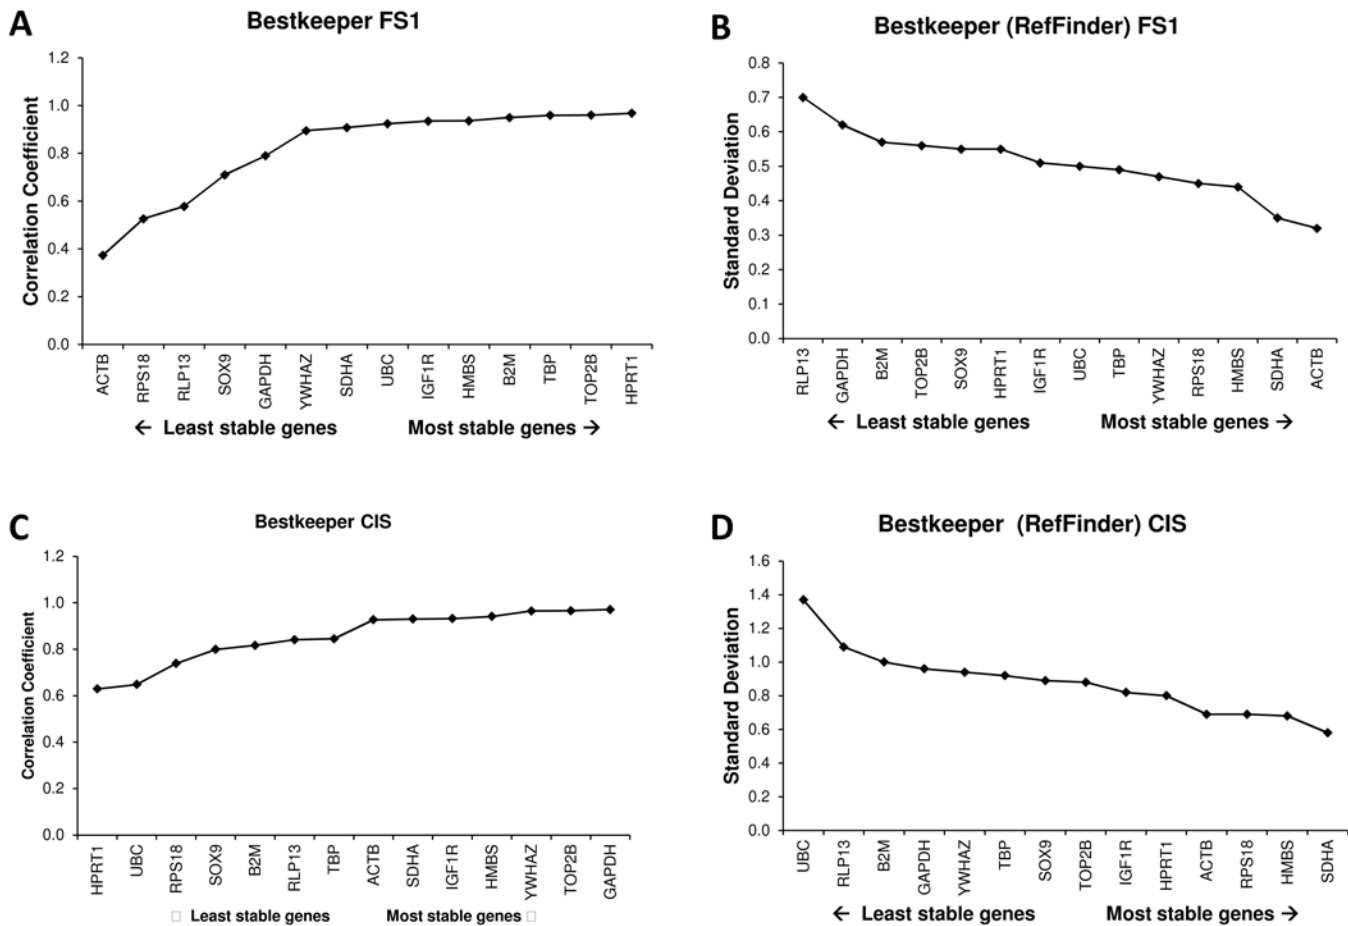 A
Bestkeeper FS1
Correlation Coefficient
1.2
1.0
0.8
0.6
0.4
0.2
0.0
ACTB
RPS18
RLP13
SOX9
GAPDH
YWHAZ
SDHA
UBC
IGF1R
HMBS
B2M
TBP
TOP2B
HPRT1
← Least stable genes Most stable genes →
B
Bestkeeper (RefFinder) FS1
Standard Deviation
0.8
0.7
0.6
0.5
0.4
0.3
0.2
0.1
0.0
RLP13
GAPDH
B2M
TOP2B
SOX9
HPRT1
IGF1R
UBC
TBP
YWHAZ
RPS18
HMBS
SDHA
ACTB
← Least stable genes Most stable genes →
C
Bestkeeper CIS
Correlation Coefficient
1.2
1.0
0.8
0.6
0.4
0.2
0.0
HPRT1
UBC
RPS18
SOX9
B2M
RLP13
TBP
ACTB
SDHA
IGF1R
HMBS
YWHAZ
TOP2B
GAPDH
□ Least stable genes Most stable genes □
D
Bestkeeper (RefFinder) CIS
Standard Deviation
1.6
1.4
1.2
1.0
0.8
0.6
0.4
0.2
0.0
UBC
RLP13
B2M
GAPDH
YWHAZ
TBP
SOX9
TOP2B
IGF1R
HPRT1
ACTB
RPS18
HMBS
SDHA
← Least stable genes Most stable genes →